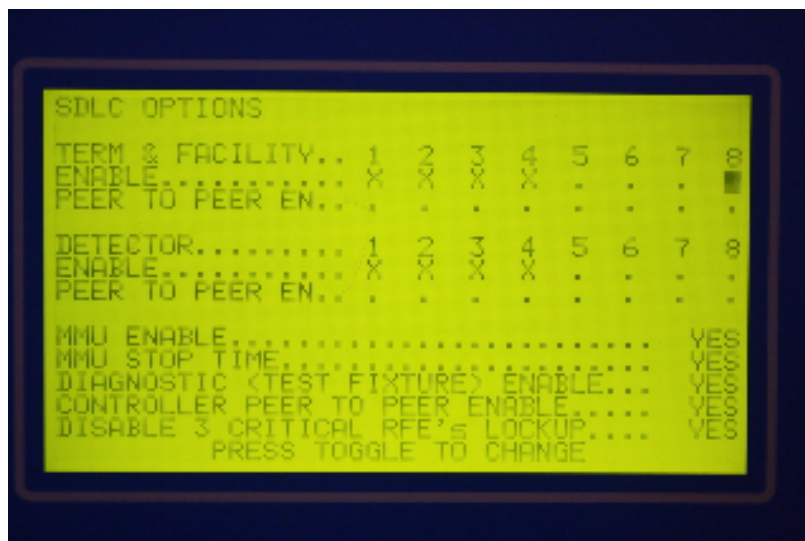 SDLC OPTIONS
TERM & FACILITY.. 1 2 3 4 5 6 7 8
ENABLE........... X X X X . . .
PEER TO PEER EN.. . . . . . . . .
DETECTOR......... 1 2 3 4 5 6 7 8
ENABLE........... X X X X . . . .
PEER TO PEER EN.. . . . . . . . .
MMU ENABLE.......................... YES
MMU STOP TIME....................... YES
DIAGNOSTIC (TEST FIXTURE) ENABLE... YES
CONTROLLER PEER TO PEER ENABLE..... YES
DISABLE 3 CRITICAL RFE's LOCKUP.... YES
PRESS TOGGLE TO CHANGE